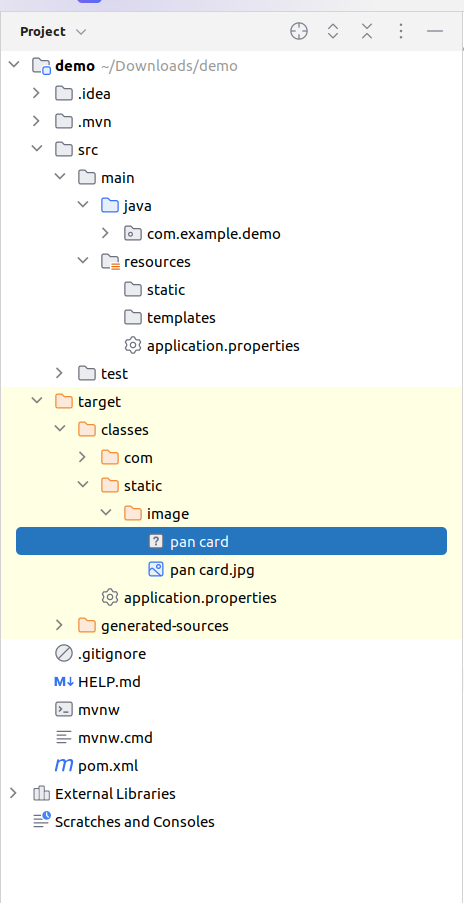 Project
demo ~/Downloads/demo
.idea
.mvn
src
main
java
com.example.demo
resources
static
templates
application.properties
test
target
classes
com
static
image
? pan card
pan card.jpg
application.properties
generated-sources
.gitignore
M↓ HELP.md
mvnw
mvnw.cmd
m pom.xml
External Libraries
Scratches and Consoles